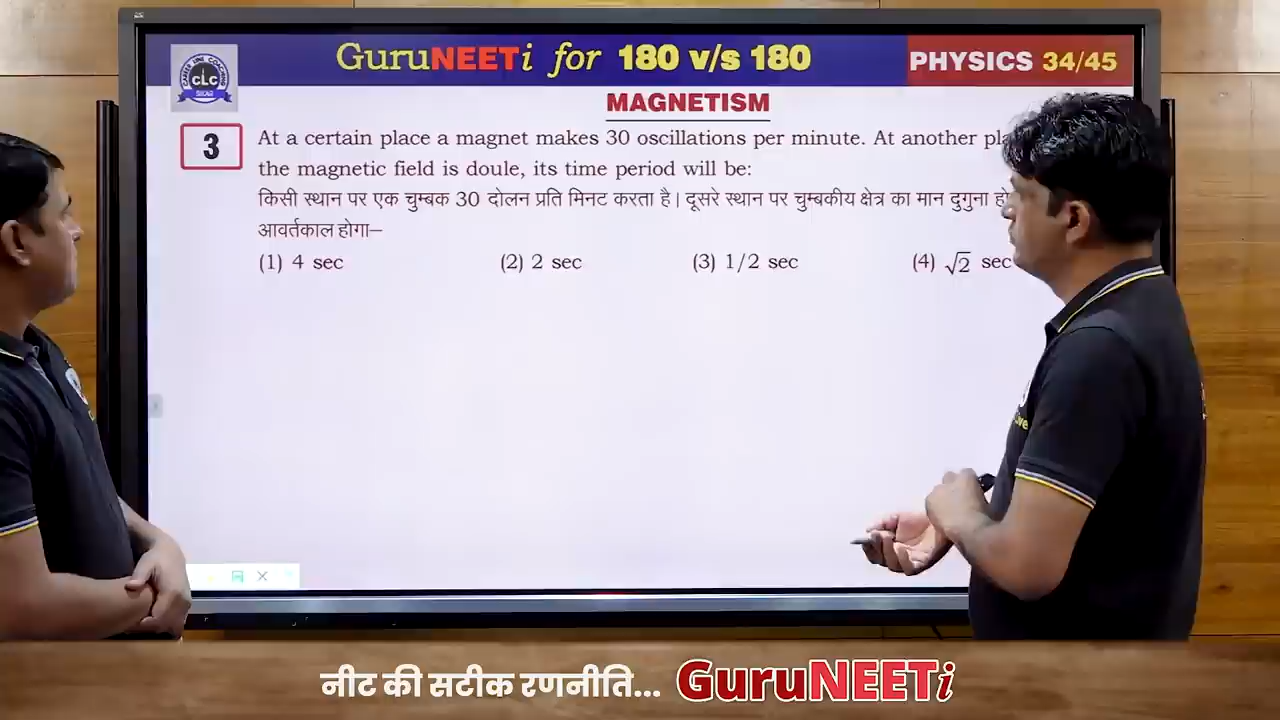 GuruNEETi for 180 v/s 180
PHYSICS 34/45
CLC
MAGNETISM
3
At a certain place a magnet makes 30 oscillations per minute. At another
the magnetic field is doule, its time period will be:
किसी स्थान पर एक चुम्बक 30 दोलन प्रति मिनट करता है। दूसरे स्थान पर चुम्बकीय क्षेत्र का मान दुगुना
आवर्तकाल होगा–
(1) 4 sec (2) 2 sec (3) 1/2 sec (4) √2 sec
नीट की सटीक रणनीति... GuruNEETi